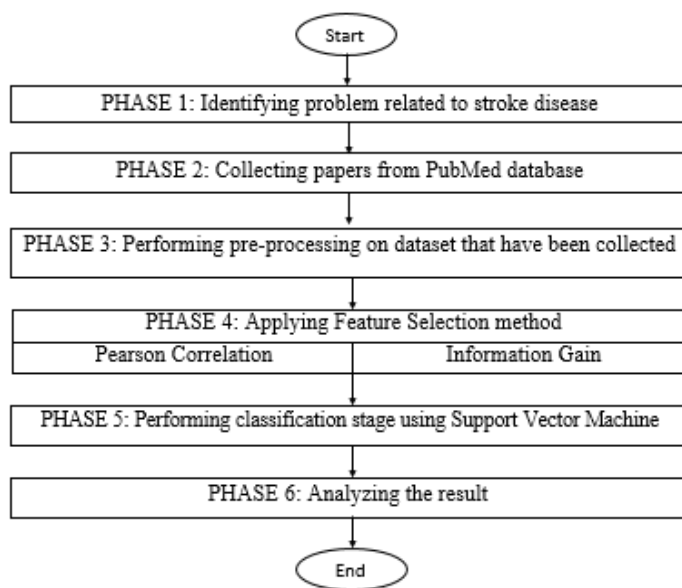 Start
PHASE 1: Identifying problem related to stroke disease
PHASE 2: Collecting papers from PubMed database
PHASE 3: Performing pre-processing on dataset that have been collected
PHASE 4: Applying Feature Selection method
Pearson Correlation
Information Gain
PHASE 5: Performing classification stage using Support Vector Machine
PHASE 6: Analyzing the result
End